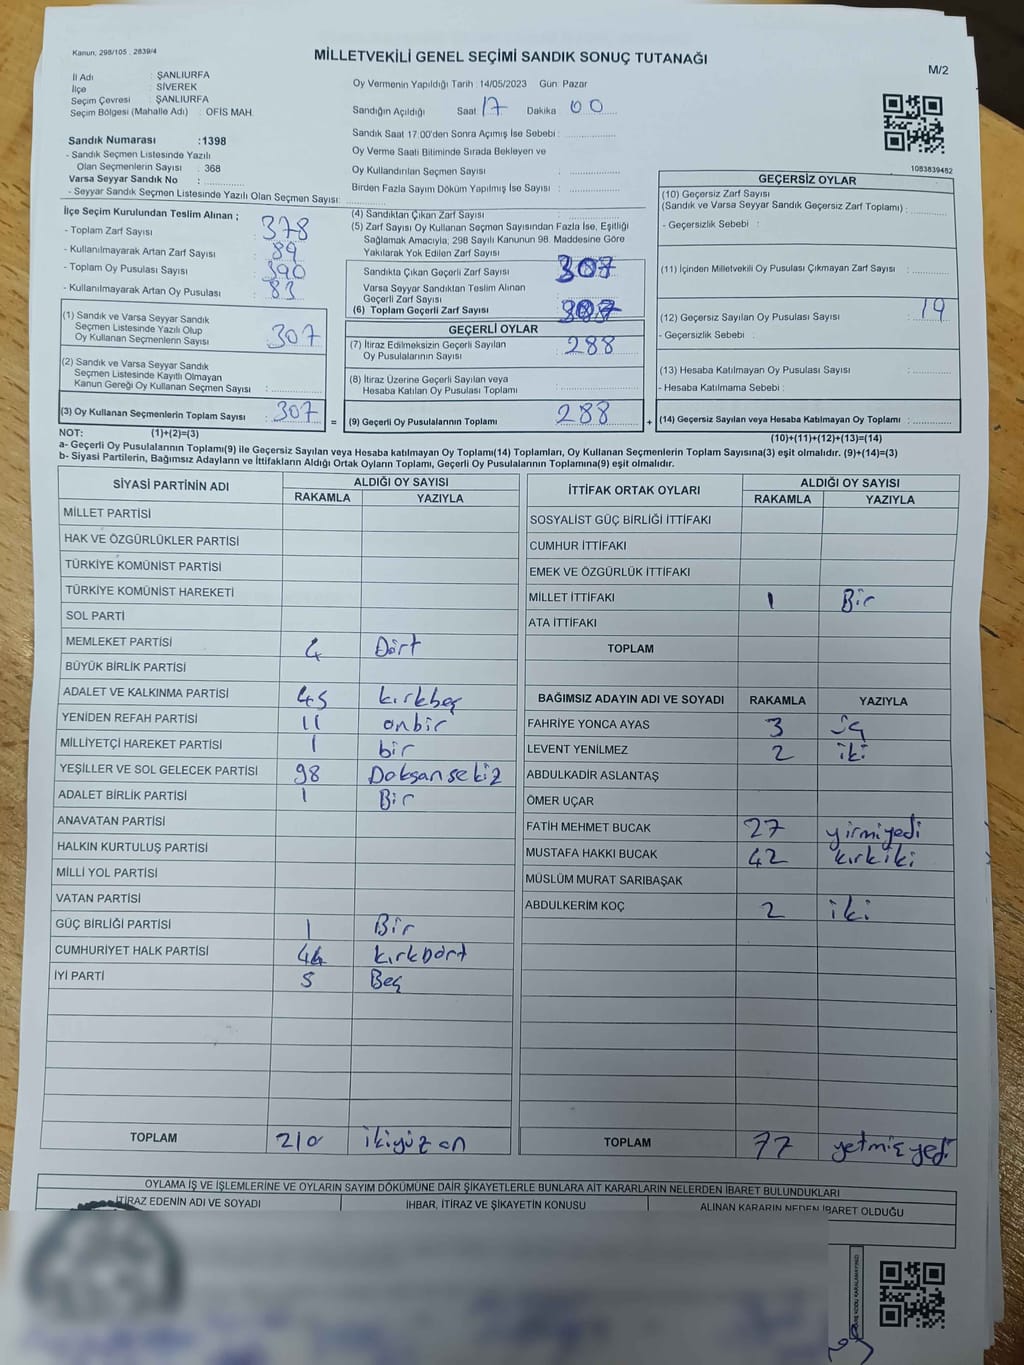 Kanun; 298/105 , 2839/4
MİLLETVEKİLİ GENEL SEÇİMİ SANDIK SONUÇ TUTANAĞI
M/2
İl Adı : ŞANLIURFA
İlçe : SİVEREK
Seçim Çevresi : ŞANLIURFA
Seçim Bölgesi (Mahalle Adı) : OFİS MAH.
Oy Vermenin Yapıldığı Tarih : 14/05/2023 Gün: Pazar
Sandığın Açıldığı Saat 17 Dakika 00
Sandık Saat 17:00'den Sonra Açımış İse Sebebi :
Oy Verme Saati Bitiminde Sırada Bekleyen ve
Oy Kullandırılan Seçmen Sayısı :
Birden Fazla Sayım Döküm Yapılmış İse Sayısı :
Sandık Numarası :1398
- Sandık Seçmen Listesinde Yazılı
Olan Seçmenlerin Sayısı : 368
Varsa Seyyar Sandık No :
- Seyyar Sandık Seçmen Listesinde Yazılı Olan Seçmen Sayısı:
1083839482
İlçe Seçim Kurulundan Teslim Alınan ;
- Toplam Zarf Sayısı : 378
- Kullanılmayarak Artan Zarf Sayısı : 89
- Toplam Oy Pusulası Sayısı : 390
- Kullanılmayarak Artan Oy Pusulası : 83
(1) Sandık ve Varsa Seyyar Sandık
Seçmen Listesinde Yazılı Olup
Oy Kullanan Seçmenlerin Sayısı : 307
(2) Sandık ve Varsa Seyyar Sandık
Seçmen Listesinde Kayıtlı Olmayan
Kanun Gereği Oy Kullanan Seçmen Sayısı :
(3) Oy Kullanan Seçmenlerin Toplam Sayısı : 307
(4) Sandıktan Çıkan Zarf Sayısı :
(5) Zarf Sayısı Oy Kullanan Seçmen Sayısından Fazla İse, Eşitliği
Sağlamak Amacıyla; 298 Sayılı Kanunun 98. Maddesine Göre
Yakılarak Yok Edilen Zarf Sayısı :
Sandıkta Çıkan Geçerli Zarf Sayısı : 307
Varsa Seyyar Sandıktan Teslim Alınan
Geçerli Zarf Sayısı :
(6) Toplam Geçerli Zarf Sayısı : 307
GEÇERLİ OYLAR
(7) İtiraz Edilmeksizin Geçerli Sayılan
Oy Pusulalarının Sayısı : 288
(8) İtiraz Üzerine Geçerli Sayılan veya
Hesaba Katılan Oy Pusulası Toplamı :
= (9) Geçerli Oy Pusulalarının Toplamı : 288
GEÇERSİZ OYLAR
(10) Geçersiz Zarf Sayısı
(Sandık ve Varsa Seyyar Sandık Geçersiz Zarf Toplamı) :
- Geçersizlik Sebebi :
(11) İçinden Milletvekili Oy Pusulası Çıkmayan Zarf Sayısı :
(12) Geçersiz Sayılan Oy Pusulası Sayısı : 19
- Geçersizlik Sebebi :
(13) Hesaba Katılmayan Oy Pusulası Sayısı :
- Hesaba Katılmama Sebebi :
+ (14) Geçersiz Sayılan veya Hesaba Katılmayan Oy Toplamı :
NOT: (1)+(2)=(3)
(10)+(11)+(12)+(13)=(14)
a- Geçerli Oy Pusulalarının Toplamı(9) ile Geçersiz Sayılan veya Hesaba katılmayan Oy Toplamı(14) Toplamları, Oy Kullanan Seçmenlerin Toplam Sayısına(3) eşit olmalıdır. (9)+(14)=(3)
b- Siyasi Partilerin, Bağımsız Adayların ve İttifakların Aldığı Ortak Oyların Toplamı, Geçerli Oy Pusulalarının Toplamına(9) eşit olmalıdır.
SİYASİ PARTİNİN ADI
ALDIĞI OY SAYISI
RAKAMLA YAZIYLA
MİLLET PARTİSİ
HAK VE ÖZGÜRLÜKLER PARTİSİ
TÜRKİYE KOMÜNİST PARTİSİ
TÜRKİYE KOMÜNİST HAREKETİ
SOL PARTİ
MEMLEKET PARTİSİ 4 Dört
BÜYÜK BİRLİK PARTİSİ
ADALET VE KALKINMA PARTİSİ 45 kırkbeş
YENİDEN REFAH PARTİSİ 11 onbir
MİLLİYETÇİ HAREKET PARTİSİ 1 bir
YEŞİLLER VE SOL GELECEK PARTİSİ 98 Doksansekiz
ADALET BİRLİK PARTİSİ 1 Bir
ANAVATAN PARTİSİ
HALKIN KURTULUŞ PARTİSİ
MİLLİ YOL PARTİSİ
VATAN PARTİSİ
GÜÇ BİRLİĞİ PARTİSİ 1 Bir
CUMHURİYET HALK PARTİSİ 44 kırkDört
İYİ PARTİ 5 Beş
TOPLAM 210 ikiyüz on
İTTİFAK ORTAK OYLARI
ALDIĞI OY SAYISI
RAKAMLA YAZIYLA
SOSYALİST GÜÇ BİRLİĞİ İTTİFAKI
CUMHUR İTTİFAKI
EMEK VE ÖZGÜRLÜK İTTİFAKI
MİLLET İTTİFAKI 1 Bir
ATA İTTİFAKI
TOPLAM
BAĞIMSIZ ADAYIN ADI VE SOYADI RAKAMLA YAZIYLA
FAHRİYE YONCA AYAS 3 üç
LEVENT YENİLMEZ 2 iki
ABDULKADİR ASLANTAŞ
ÖMER UÇAR
FATİH MEHMET BUCAK 27 yirmiyedi
MUSTAFA HAKKI BUCAK 42 kırkiki
MÜSLÜM MURAT SARIBAŞAK
ABDULKERİM KOÇ 2 iki
TOPLAM 77 yetmişyedi
OYLAMA İŞ VE İŞLEMLERİNE VE OYLARIN SAYIM DÖKÜMÜNE DAİR ŞİKAYETLERLE BUNLARA AİT KARARLARIN NELERDEN İBARET BULUNDUKLARI
İTİRAZ EDENİN ADI VE SOYADI
İHBAR, İTİRAZ VE ŞİKAYETİN KONUSU
ALINAN KARARIN NEDEN İBARET OLDUĞU